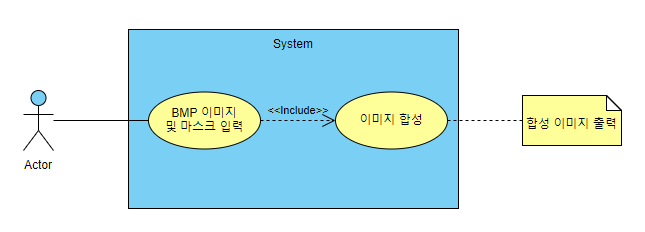 System
BMP 이미지
및 마스크 입력
<<Include>>
이미지 합성
합성 이미지 출력
Actor